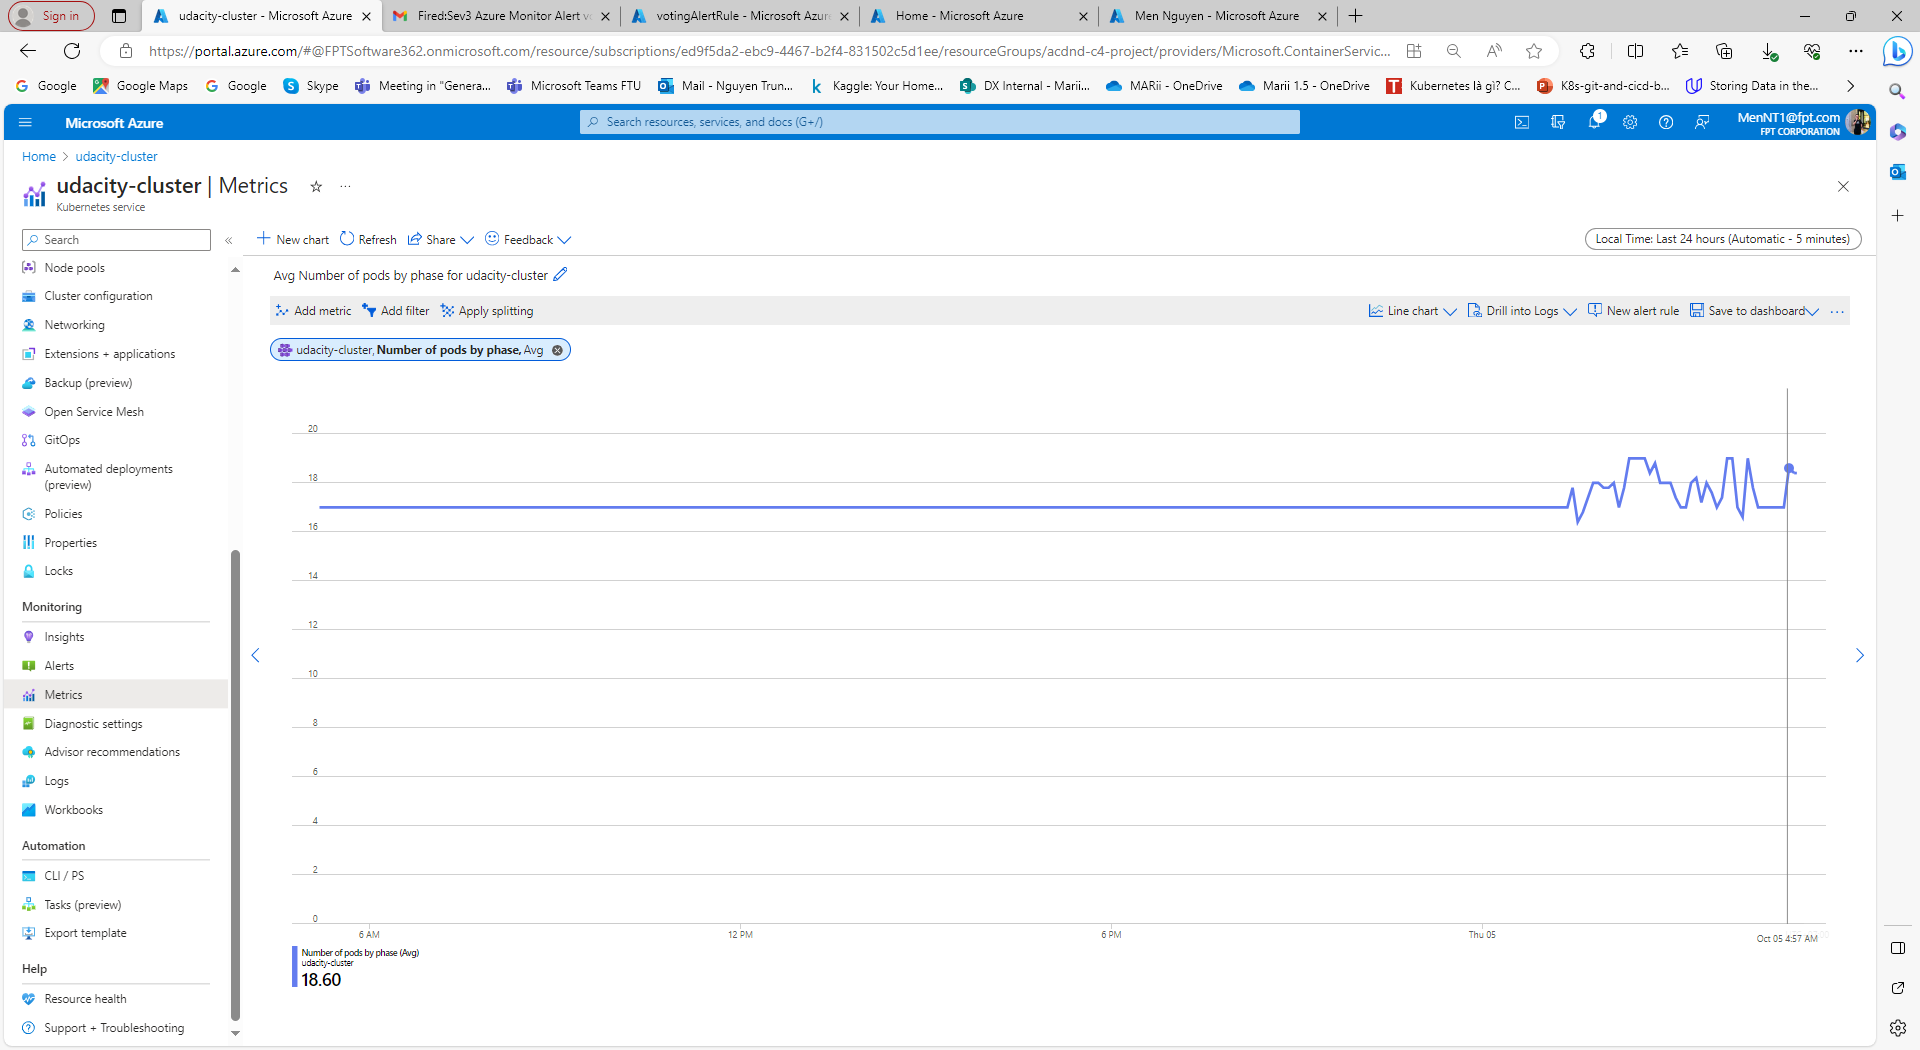 Sign in
udacity-cluster - Microsoft Azure
Fired:Sev3 Azure Monitor Alert vo
votingAlertRule - Microsoft Azure
Home - Microsoft Azure
Men Nguyen - Microsoft Azure
https://portal.azure.com/#@FPTSoftware362.onmicrosoft.com/resource/subscriptions/ed9f5da2-ebc9-4467-b2f4-831502c5d1ee/resourceGroups/acdnd-c4-project/providers/Microsoft.ContainerServic...
Google
Google Maps
Google
Skype
Meeting in "Genera...
Microsoft Teams FTU
Mail - Nguyen Trun...
Kaggle: Your Home...
DX Internal - Marii...
MARii - OneDrive
Marii 1.5 - OneDrive
Kubernetes là gì? C...
K8s-git-and-cicd-b...
Storing Data in the...
Microsoft Azure
Search resources, services, and docs (G+/)
1
MenNT1@fpt.com
FPT CORPORATION
Home > udacity-cluster
udacity-cluster | Metrics
Kubernetes service
Search
New chart
Refresh
Share
Feedback
Local Time: Last 24 hours (Automatic - 5 minutes)
Node pools
Cluster configuration
Networking
Extensions + applications
Backup (preview)
Open Service Mesh
GitOps
Automated deployments
(preview)
Policies
Properties
Locks
Monitoring
Insights
Alerts
Metrics
Diagnostic settings
Advisor recommendations
Logs
Workbooks
Automation
CLI / PS
Tasks (preview)
Export template
Help
Resource health
Support + Troubleshooting
Avg Number of pods by phase for udacity-cluster
Add metric
Add filter
Apply splitting
Line chart
Drill into Logs
New alert rule
Save to dashboard
udacity-cluster, Number of pods by phase, Avg
20
18
16
14
12
10
8
6
4
2
0
6 AM
12 PM
6 PM
Thu 05
Oct 05 4:57 AM
Number of pods by phase (Avg)
udacity-cluster
18.60